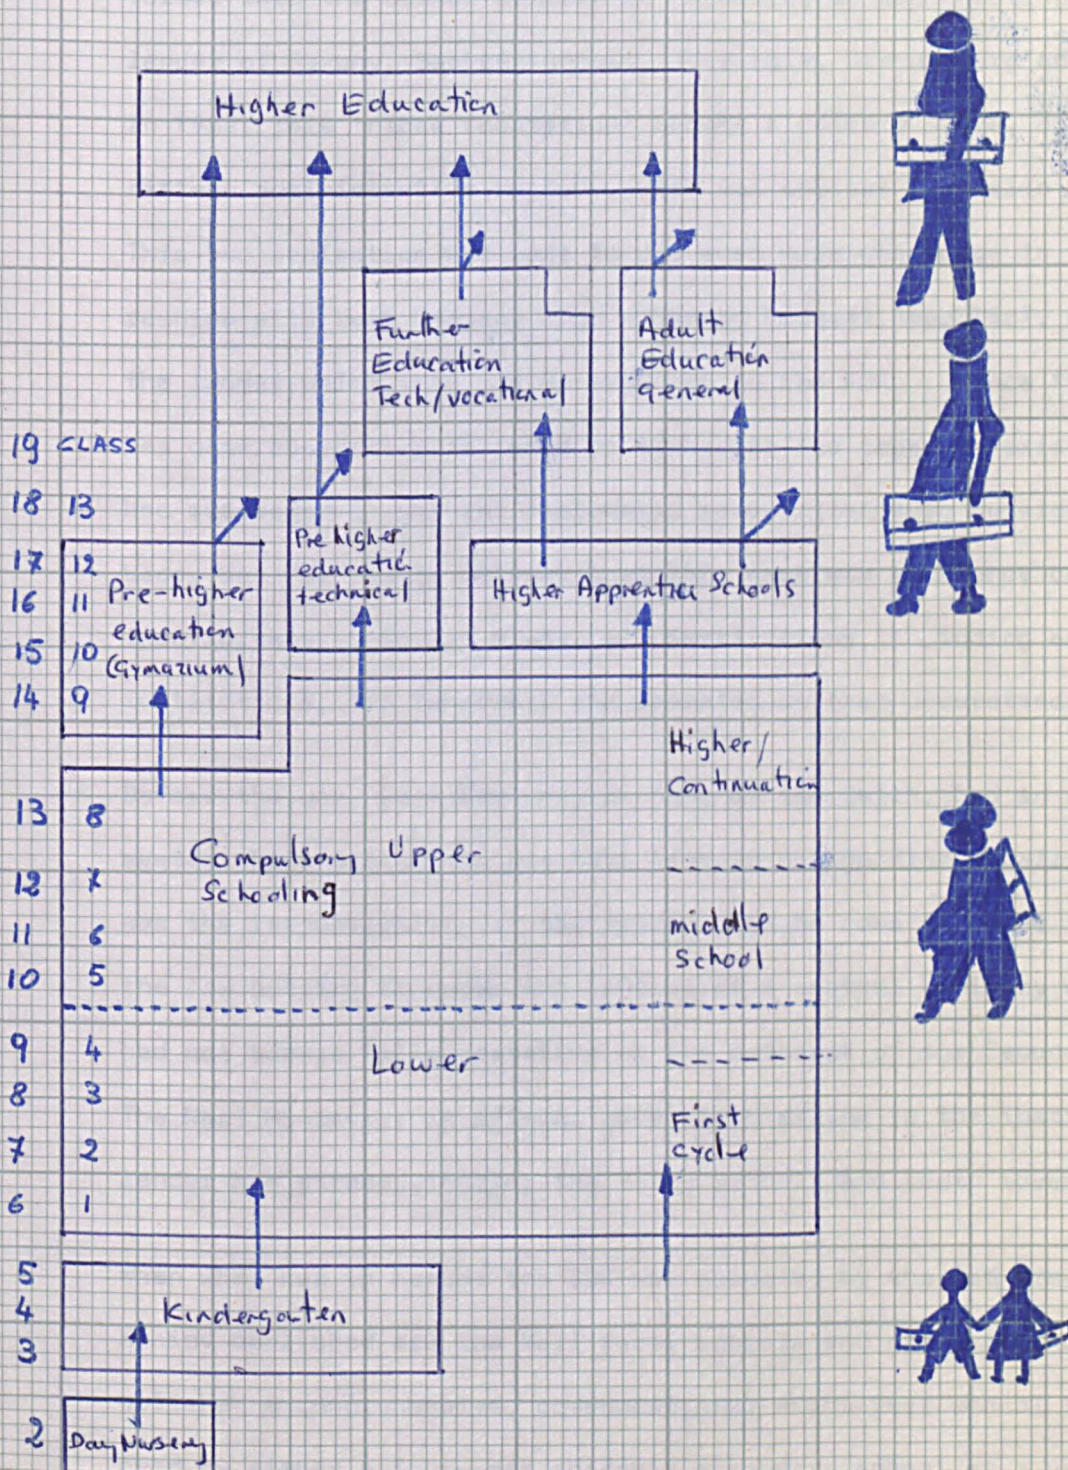 Higher Education
Further
Education
Tech/vocational
Adult
Education
general
19 CLASS
18 13
17 12
16 11
15 10
14 9
Pre-higher
education
(Gymazium)
Pre higher
education
technical
Higher Apprentice Schools
13 8
12 7
11 6
10 5
Compulsory Upper
Schooling
Higher/
Continuation
middle
School
9 4
8 3
7 2
6 1
Lower
First
cycle
5
4
3
Kindergarten
2
Day Nursery